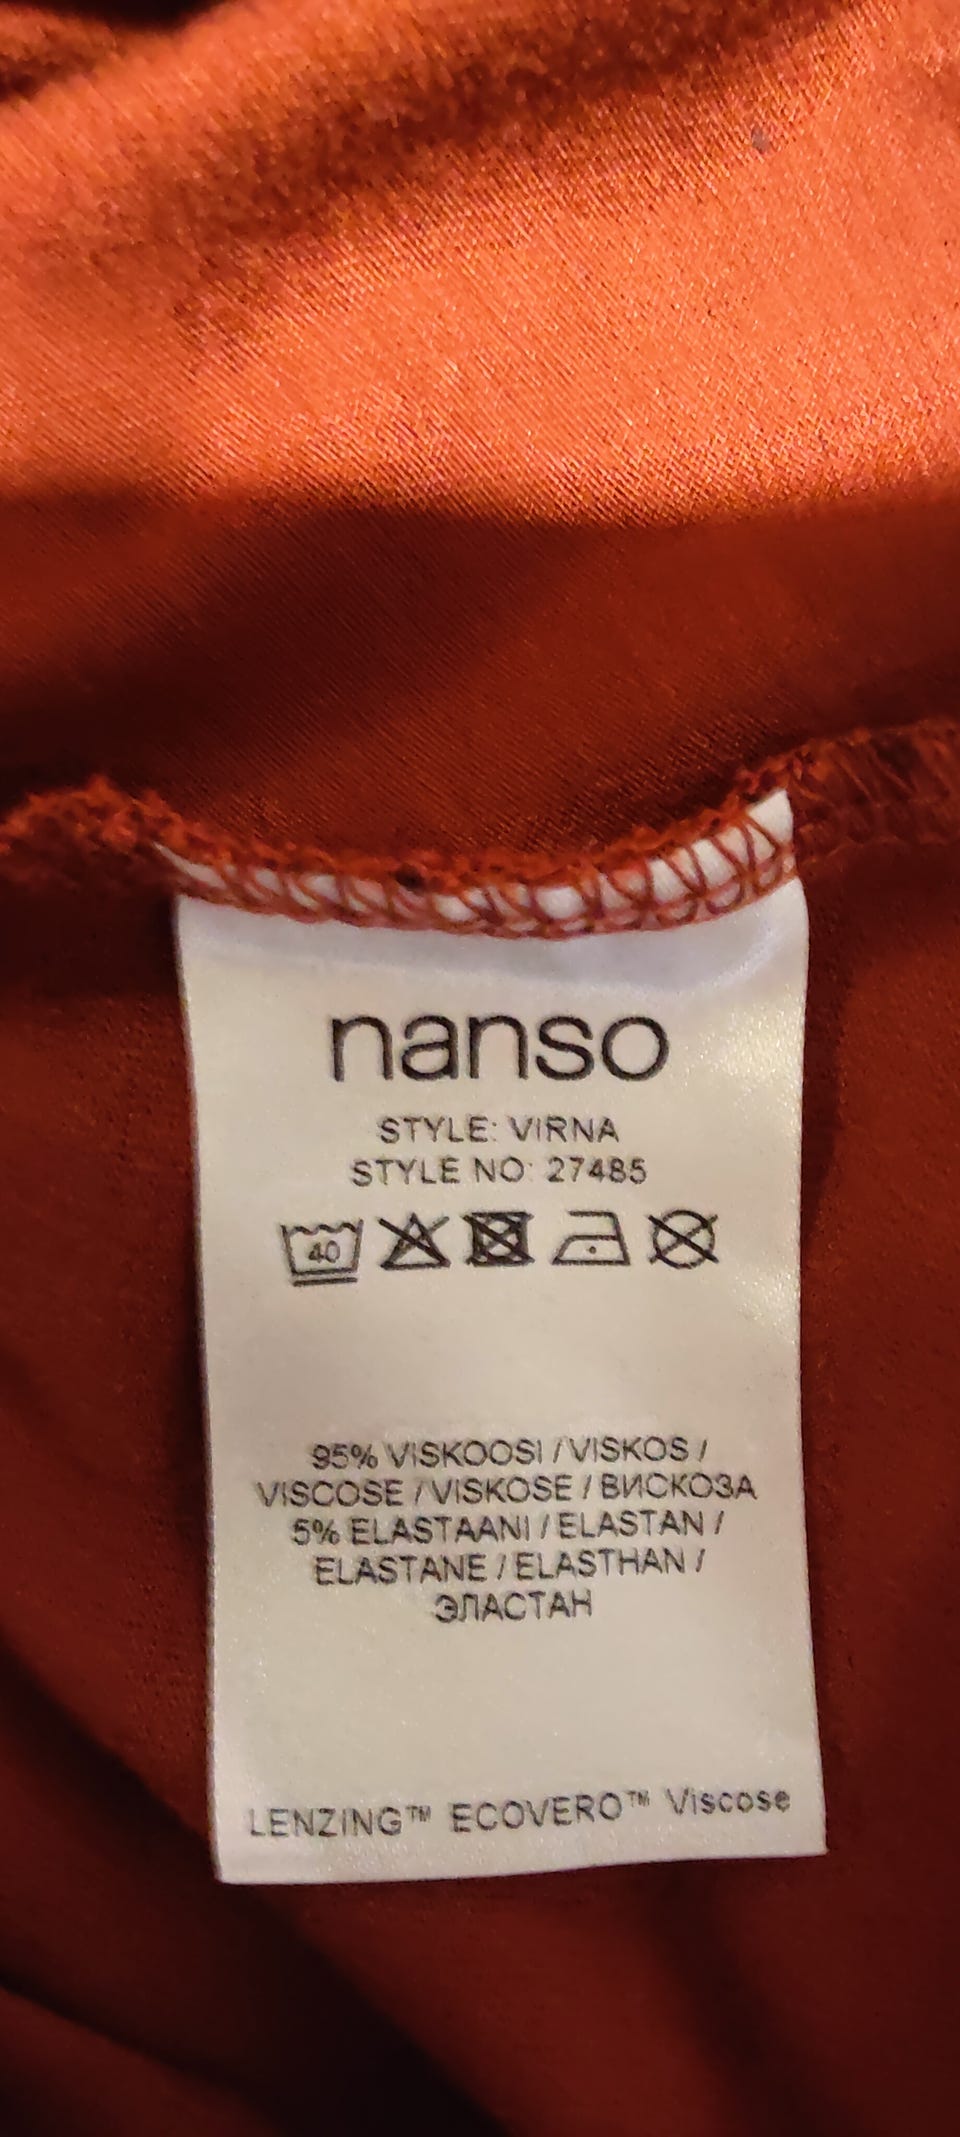 nanso
STYLE: VIRNA
STYLE NO: 27485
40
95% VISKOOSI / VISKOS /
VISCOSE / VISKOSE / ВИСКОЗА
5% ELASTAANI / ELASTAN /
ELASTANE / ELASTHAN /
ЭЛАСТАН
LENZING™ ECOVERO™ Viscose